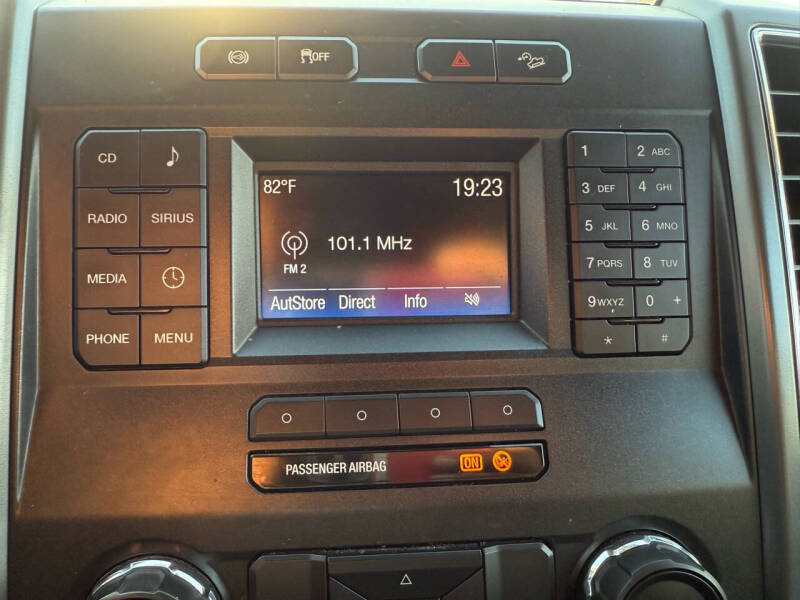 OFF
CD
RADIO SIRIUS
MEDIA
PHONE MENU
82°F 19:23
101.1 MHz
FM 2
AutStore Direct Info
1 2 ABC
3 DEF 4 GHI
5 JKL 6 MNO
7 PQRS 8 TUV
9 WXYZ 0 +
* #
PASSENGER AIRBAG ON